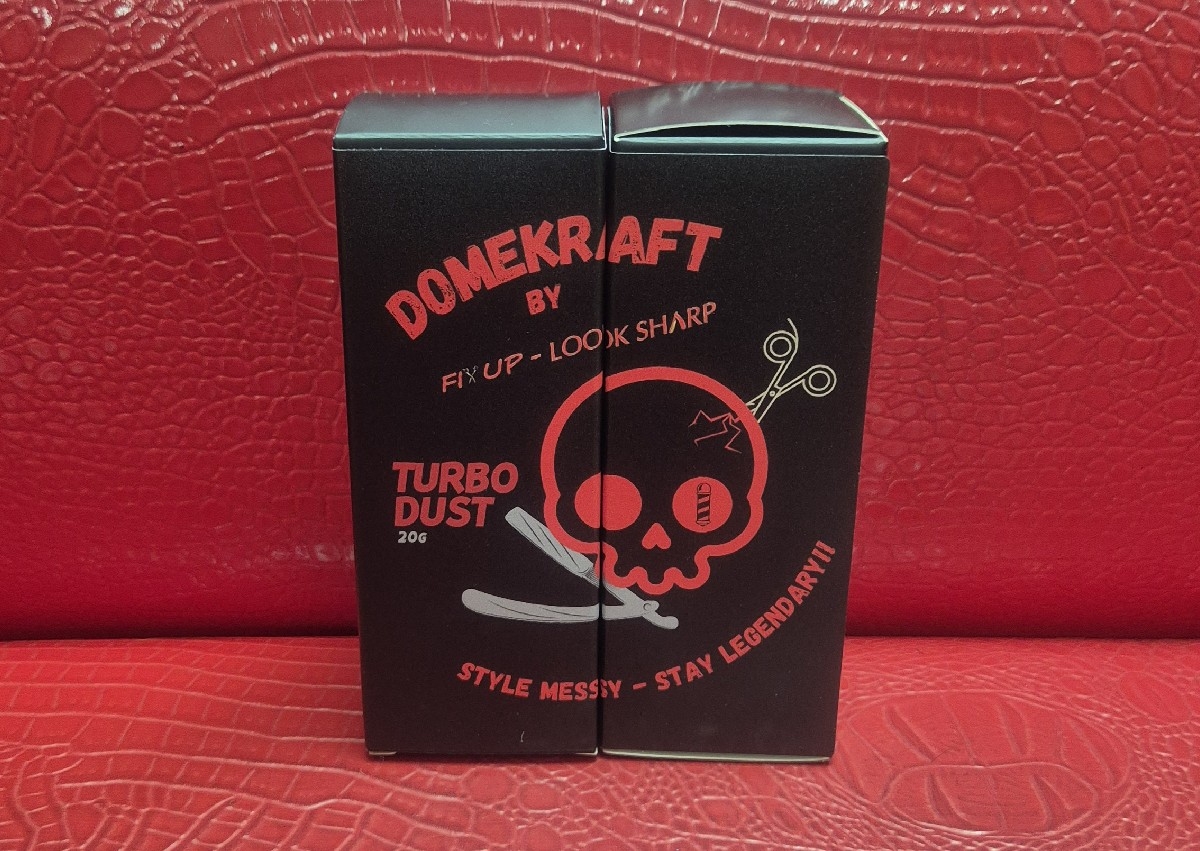 DOMEKRAFT
BY
FIX UP - LOOK SHARP
TURBO
DUST
20G
STYLE MESSY - STAY LEGENDARY!!